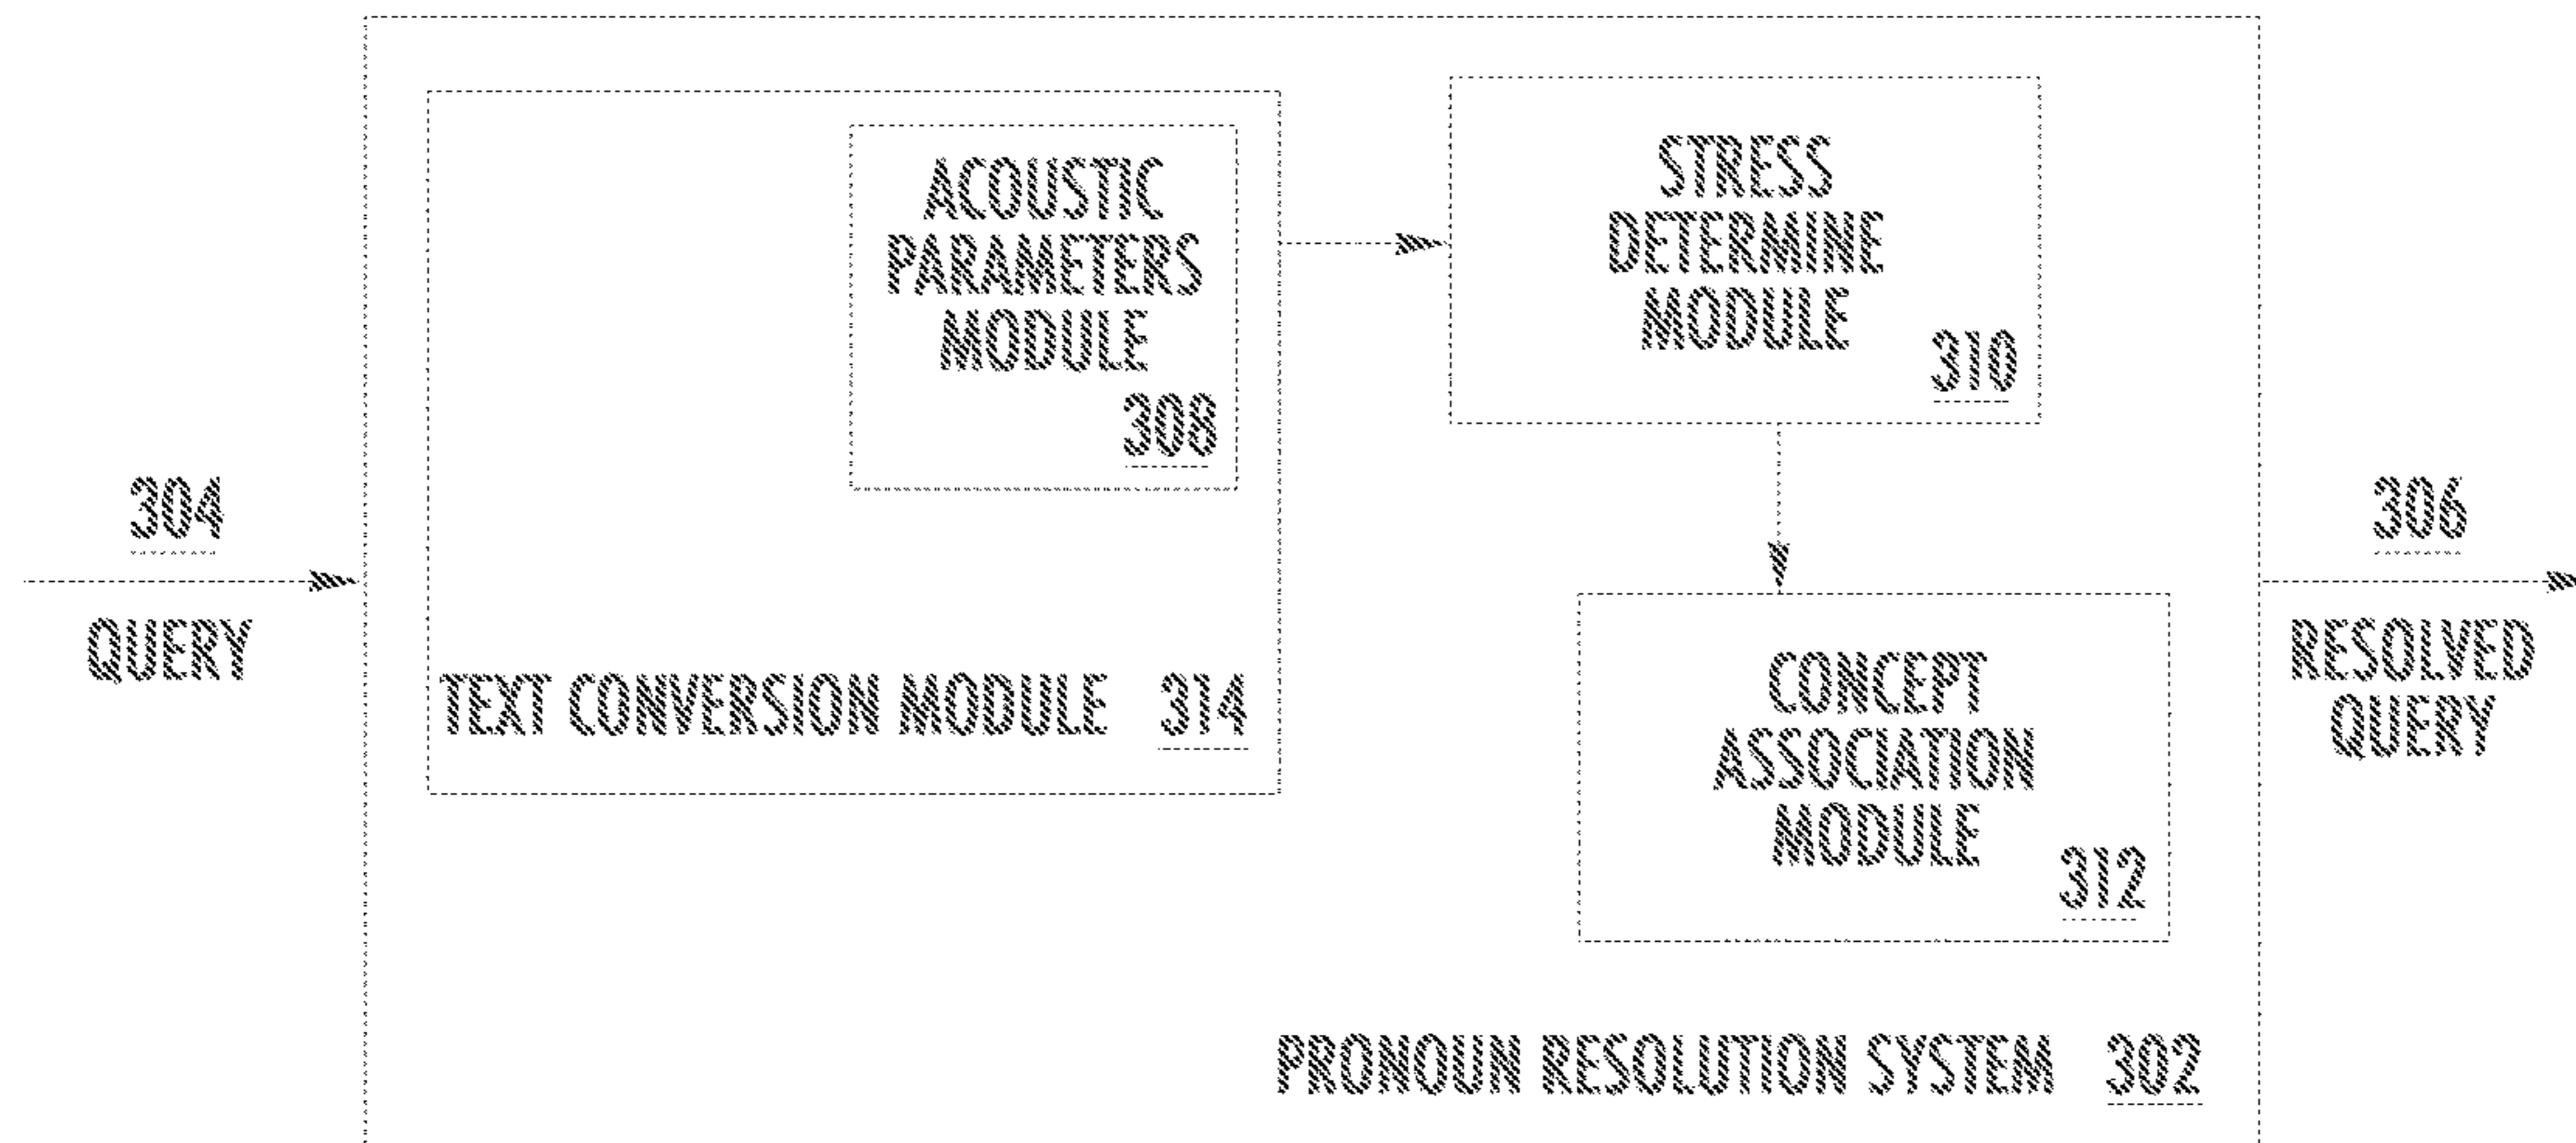 304
QUERY
ACOUSTIC
PARAMETERS
MODULE
308
TEXT CONVERSION MODULE 314
STRESS
DETERMINE
MODULE
310
CONCEPT
ASSOCIATION
MODULE
312
PRONOUN RESOLUTION SYSTEM 302
306
RESOLVED
QUERY